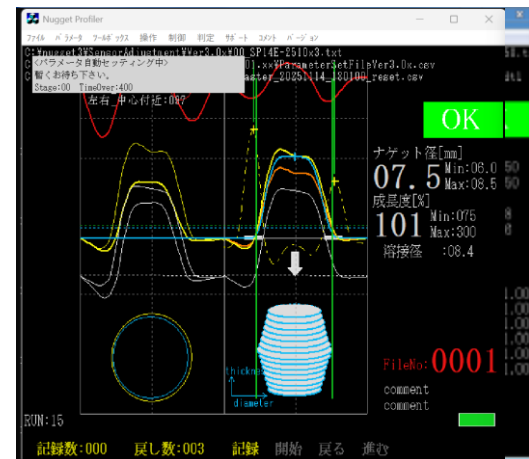 Nugget Profiler
ファイル パラメータ ツールボックス 操作 制御 判定 サポート コメント バージョン
C:¥nugget3¥SensorAdjustment¥Ver3.0x¥00_SP14E-2510x3.txt
<パラメータ自動セッティング中>
暫くお待ち下さい。
Stage:00 TimeOver:400
].xx¥ParameterSetFileVer3.0x.csv
aster_20251114_180100_reset.csv
左右_中心付近:097
OK
ナゲット径[mm]
07.5 Min:06.0
Max:08.5
成長度[%]
101 Min:075
Max:300
溶接径 :08.4
thickness
diameter
FileNo:0001
comment
comment
RUN:15
記録数:000 戻し数:003 記録 開始 戻る 進む